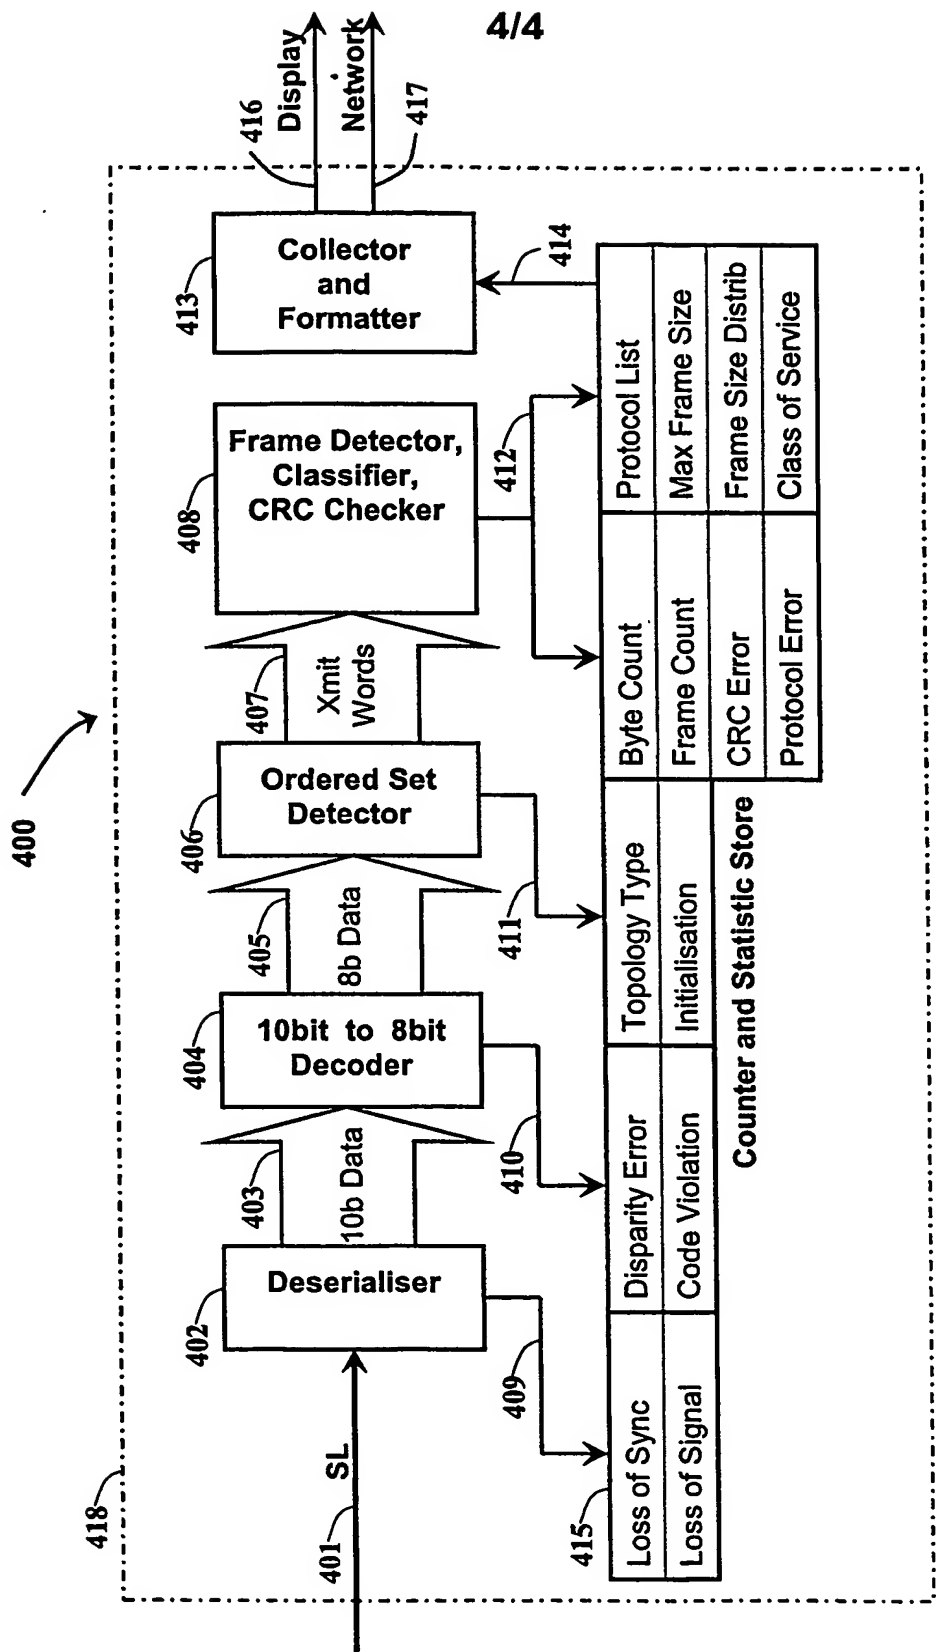 4/4
400
418
401
SL
402
Deserialiser
403
10b Data
404
10bit to 8bit
Decoder
405
8b Data
406
Ordered Set
Detector
407
Xmit
Words
408
Frame Detector,
Classifier,
CRC Checker
413
Collector
and
Formatter
416
Display
Network
417
409
410
411
412
414
415
Loss of Sync
Loss of Signal
Disparity Error
Code Violation
Topology Type
Initialisation
Byte Count
Frame Count
CRC Error
Protocol Error
Protocol List
Max Frame Size
Frame Size Distrib
Class of Service
Counter and Statistic Store